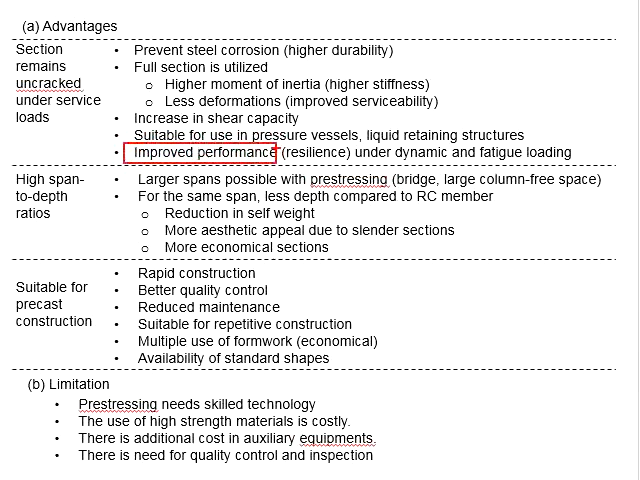 (a) Advantages
Section remains uncracked under service loads
• Prevent steel corrosion (higher durability)
• Full section is utilized
o Higher moment of inertia (higher stiffness)
o Less deformations (improved serviceability)
• Increase in shear capacity
• Suitable for use in pressure vessels, liquid retaining structures
• Improved performance (resilience) under dynamic and fatigue loading
High span-to-depth ratios
• Larger spans possible with prestressing (bridge, large column-free space)
• For the same span, less depth compared to RC member
o Reduction in self weight
o More aesthetic appeal due to slender sections
o More economical sections
Suitable for precast construction
• Rapid construction
• Better quality control
• Reduced maintenance
• Suitable for repetitive construction
• Multiple use of formwork (economical)
• Availability of standard shapes
(b) Limitation
• Prestressing needs skilled technology
• The use of high strength materials is costly.
• There is additional cost in auxiliary equipments.
• There is need for quality control and inspection